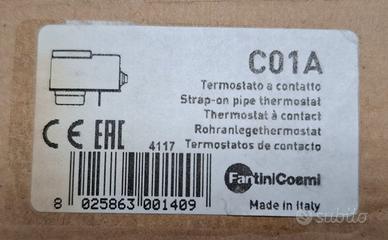 C01A
Termostato a contatto
Strap-on pipe thermostat
Thermostat à contact
Rohranlegethermostat
Termostatos de contacto
CE EAC 4117
FantiniCosmi
8 025863 001409
Made in Italy
subito